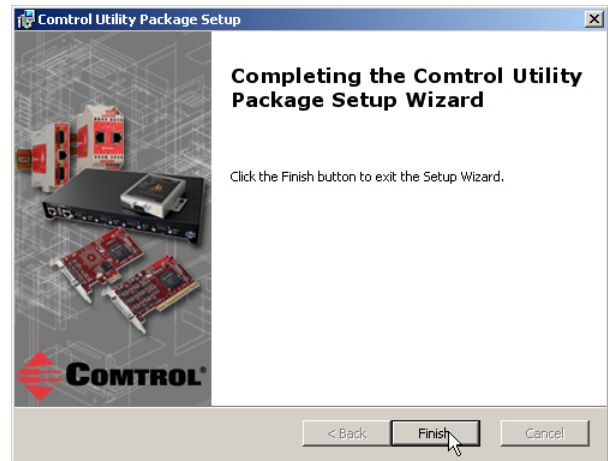 Comtrol Utility Package Setup
Completing the Comtrol Utility
Package Setup Wizard
Click the Finish button to exit the Setup Wizard.
COMTROL®
< Back Finish Cancel